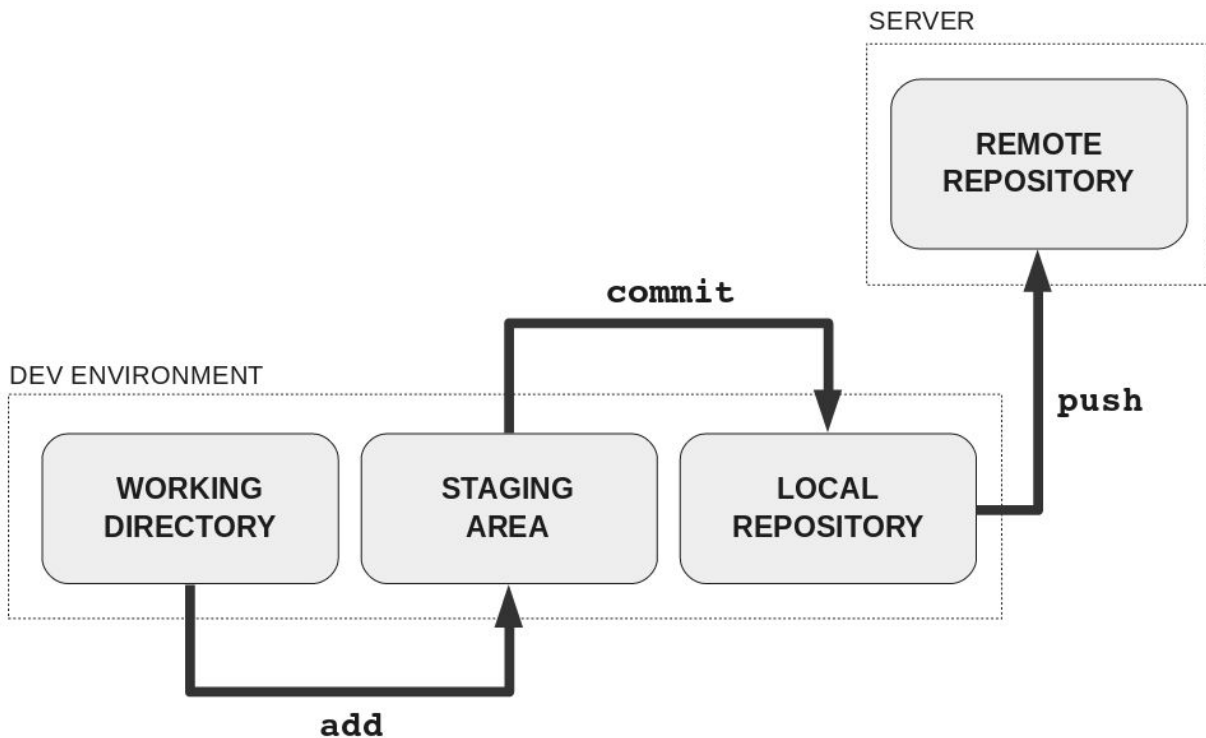 SERVER
REMOTE
REPOSITORY
commit
DEV ENVIRONMENT
push
WORKING
DIRECTORY
STAGING
AREA
LOCAL
REPOSITORY
add